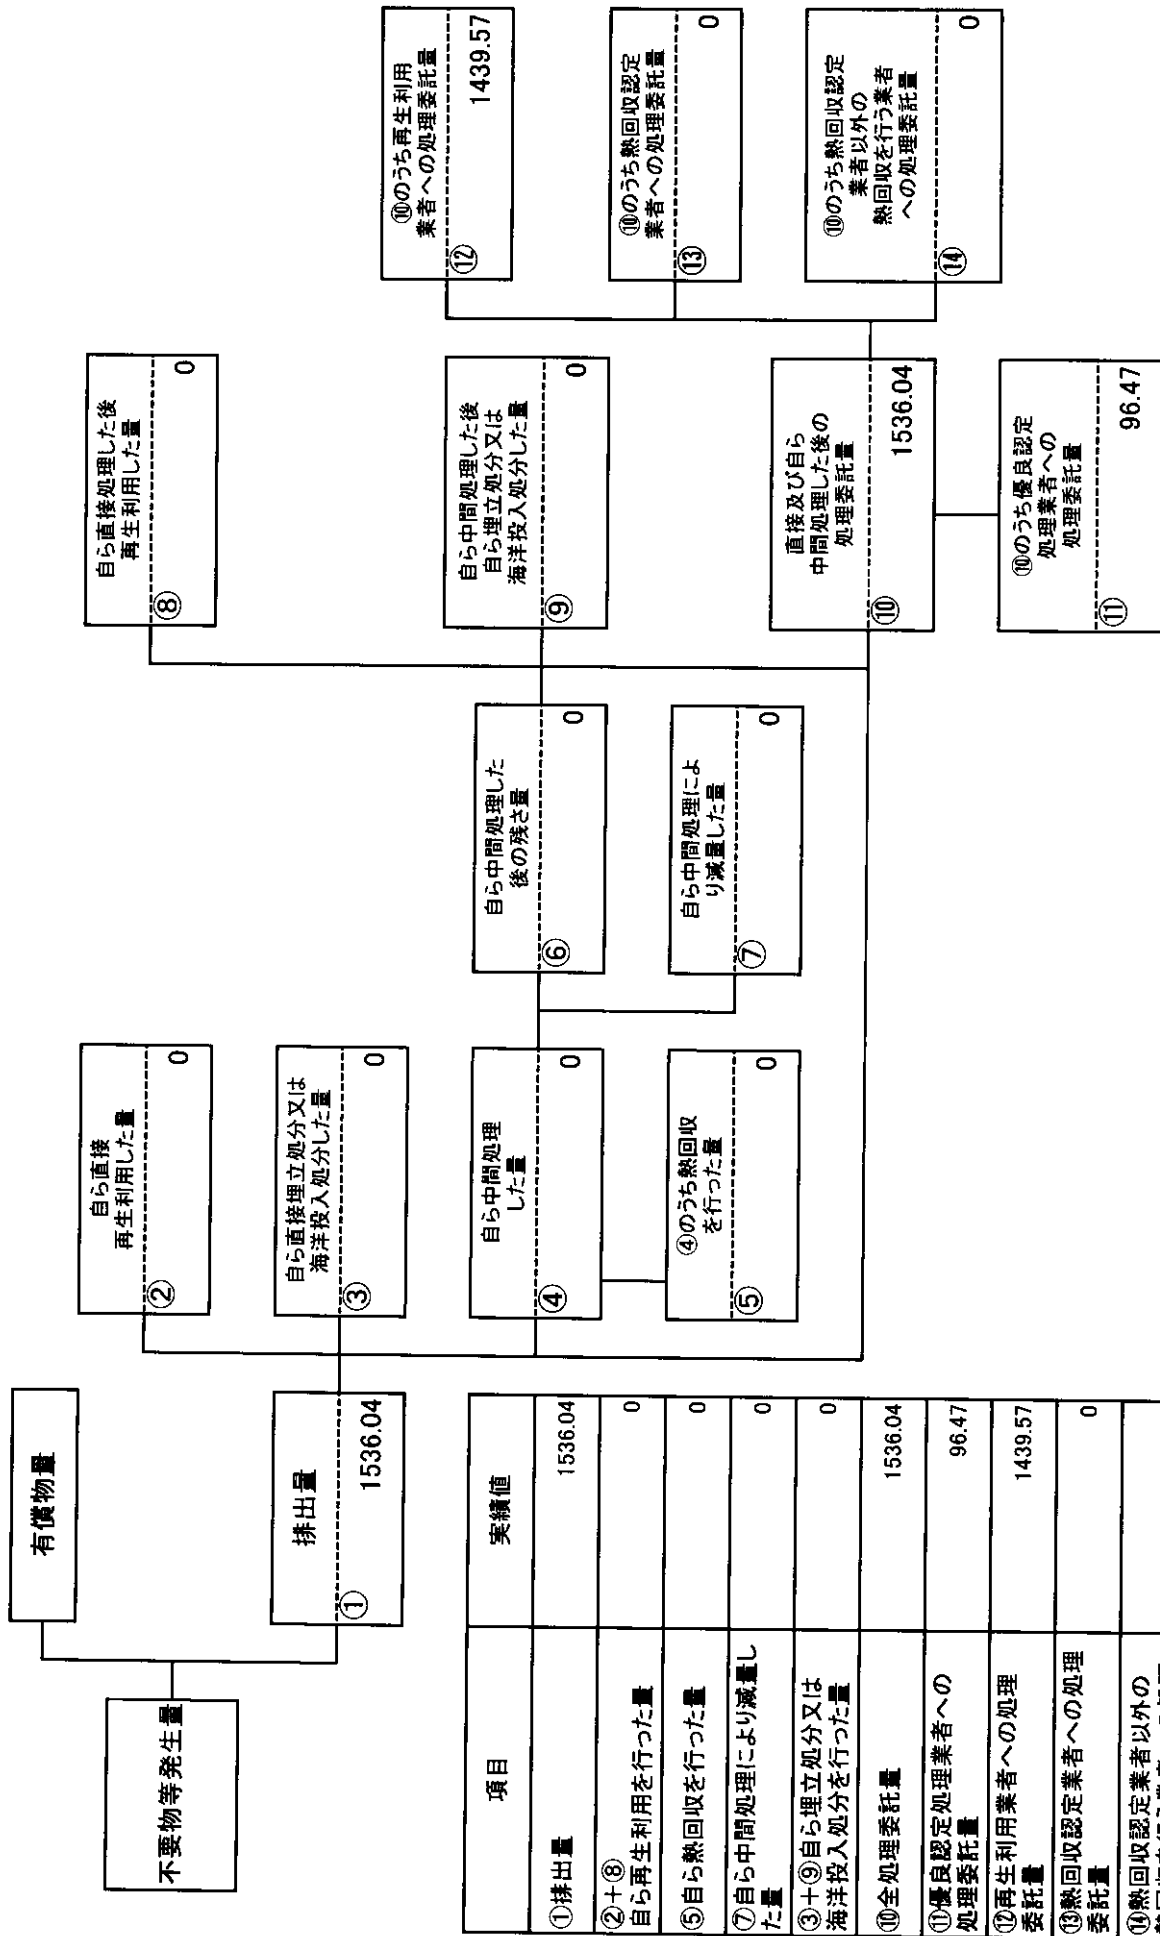 不要物等発生量
有償物量
排出量
①
1536.04
自ら直接
再生利用した量
②
0
自ら直接埋立処分又は
海洋投入処分した量
③
0
自ら中間処理
した量
④
0
④のうち熱回収
を行った量
⑤
0
自ら中間処理した
後の残さ量
⑥
0
自ら中間処理によ
り減量した量
⑦
0
自ら直接処理した後
再生利用した量
⑧
0
自ら中間処理した後
自ら埋立処分又は
海洋投入処分した量
⑨
0
直接及び自ら
中間処理した後の
処理委託量
⑩
1536.04
⑩のうち優良認定
処理業者への
処理委託量
⑪
96.47
⑩のうち再生利用
業者への処理委託量
⑫
1439.57
⑩のうち熱回収認定
業者への処理委託量
⑬
0
⑩のうち熱回収認定
業者以外の
熱回収を行う業者
への処理委託量
⑭
0
項目 実績値
①排出量 1536.04
②+⑧
自ら再生利用を行った量 0
⑤自ら熱回収を行った量 0
⑦自ら中間処理により減量し
た量 0
③+⑨自ら埋立処分又は
海洋投入処分を行った量 0
⑩全処理委託量 1536.04
⑪優良認定処理業者への
処理委託量 96.47
⑫再生利用業者への処理
委託量 1439.57
⑬熱回収認定業者への処理
委託量 0
⑭熱回収認定業者以外の